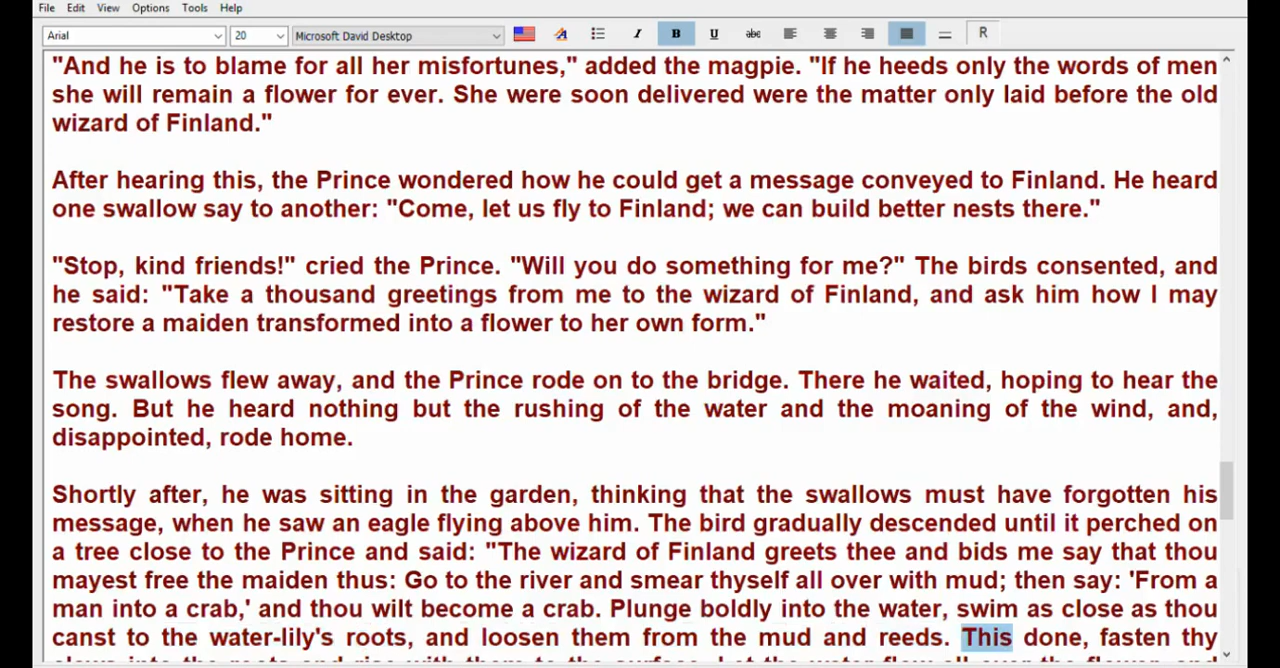 File Edit View Options Tools Help
Arial 20 Microsoft David Desktop I B U abc R
"And he is to blame for all her misfortunes," added the magpie. "If he heeds only the words of men
she will remain a flower for ever. She were soon delivered were the matter only laid before the old
wizard of Finland."
After hearing this, the Prince wondered how he could get a message conveyed to Finland. He heard
one swallow say to another: "Come, let us fly to Finland; we can build better nests there."
"Stop, kind friends!" cried the Prince. "Will you do something for me?" The birds consented, and
he said: "Take a thousand greetings from me to the wizard of Finland, and ask him how I may
restore a maiden transformed into a flower to her own form."
The swallows flew away, and the Prince rode on to the bridge. There he waited, hoping to hear the
song. But he heard nothing but the rushing of the water and the moaning of the wind, and,
disappointed, rode home.
Shortly after, he was sitting in the garden, thinking that the swallows must have forgotten his
message, when he saw an eagle flying above him. The bird gradually descended until it perched on
a tree close to the Prince and said: "The wizard of Finland greets thee and bids me say that thou
mayest free the maiden thus: Go to the river and smear thyself all over with mud; then say: 'From a
man into a crab,' and thou wilt become a crab. Plunge boldly into the water, swim as close as thou
canst to the water-lily's roots, and loosen them from the mud and reeds. This done, fasten thy